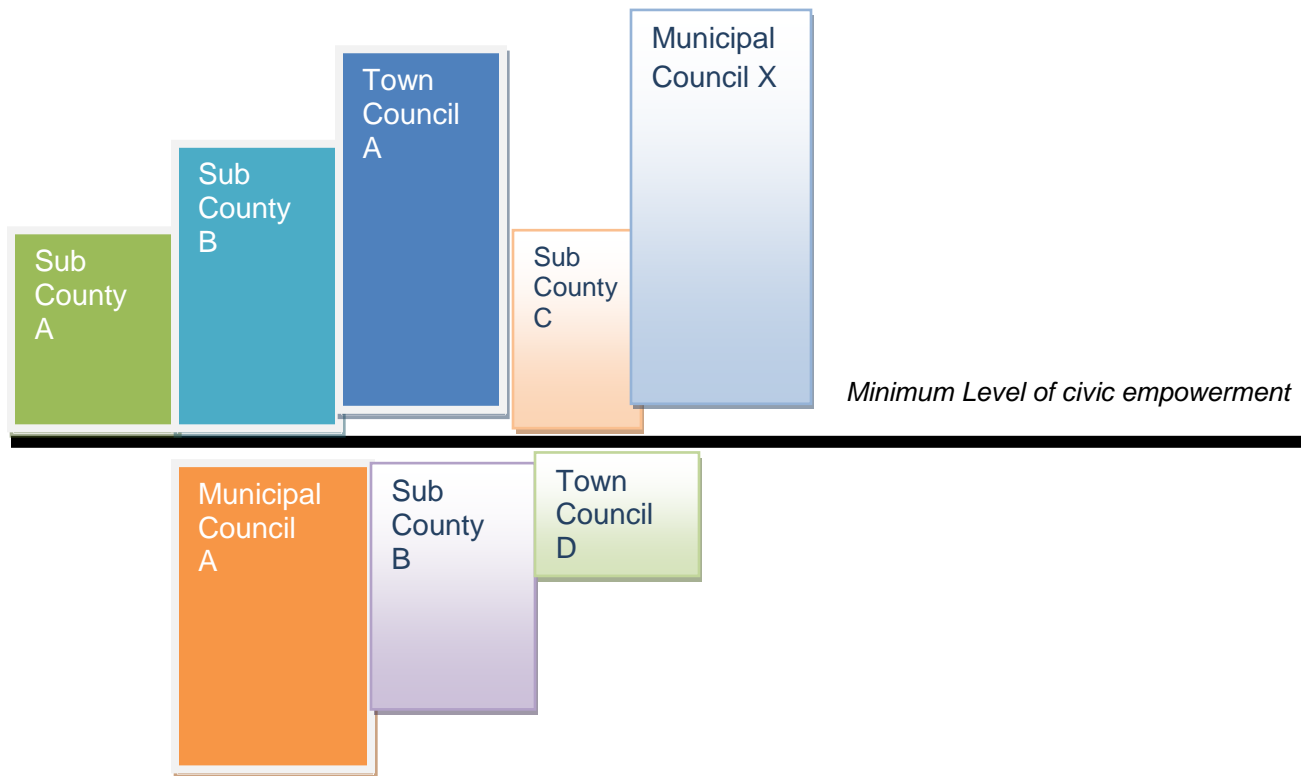 Municipal
Council X
Town
Council
A
Sub
County
B
Sub
County
A
Sub
County
C
Minimum Level of civic empowerment
Municipal
Council
A
Sub
County
B
Town
Council
D